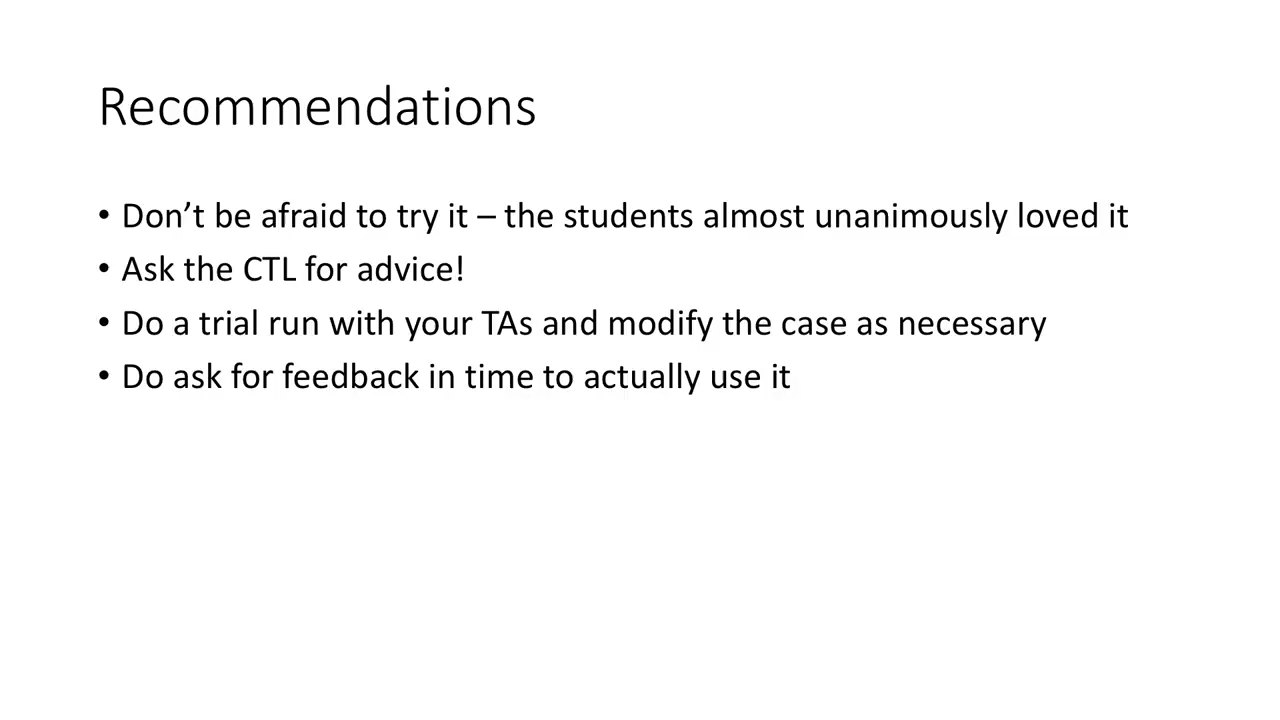 Recommendations
• Don’t be afraid to try it – the students almost unanimously loved it
• Ask the CTL for advice!
• Do a trial run with your TAs and modify the case as necessary
• Do ask for feedback in time to actually use it